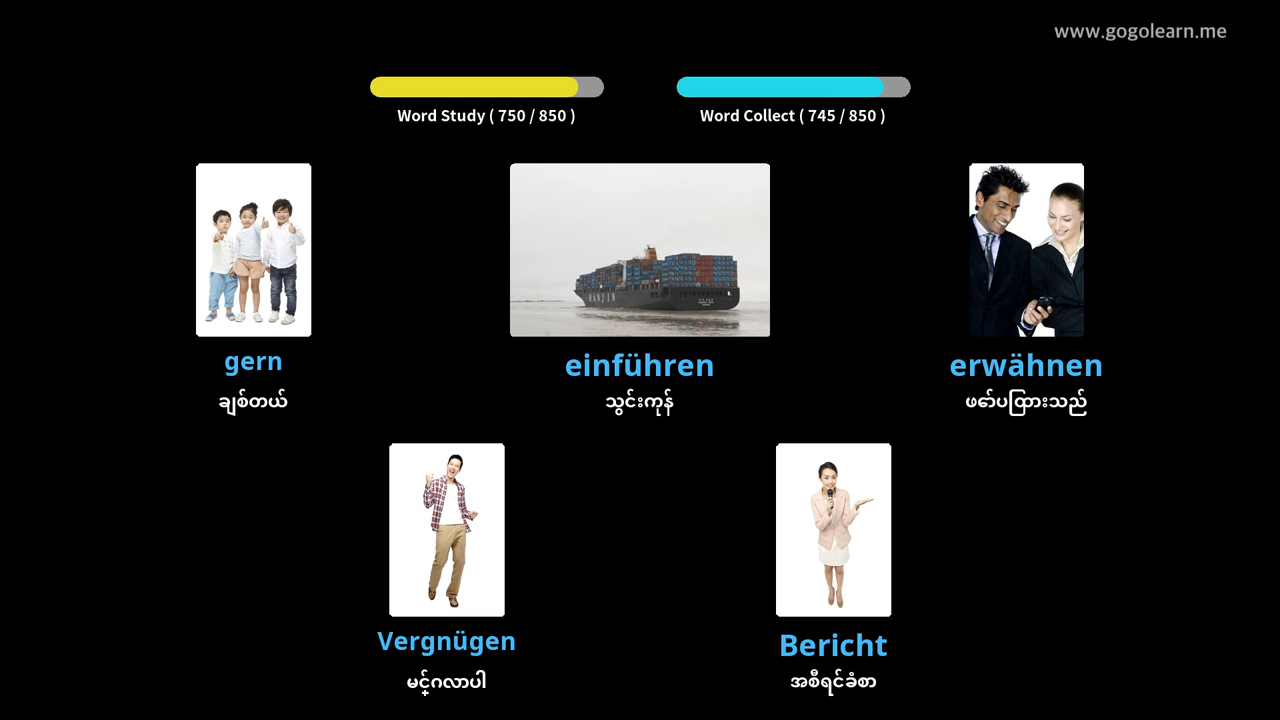 www.gogolearn.me
Word Study ( 750 / 850 )
Word Collect ( 745 / 850 )
gern
einführen
erwähnen
ချစ်တယ်
သွင်းကုန်
ဖော်ပထြားသည်
Vergnügen
Bericht
မင်္ဂလာပါ
အစီရင်ခံစာ